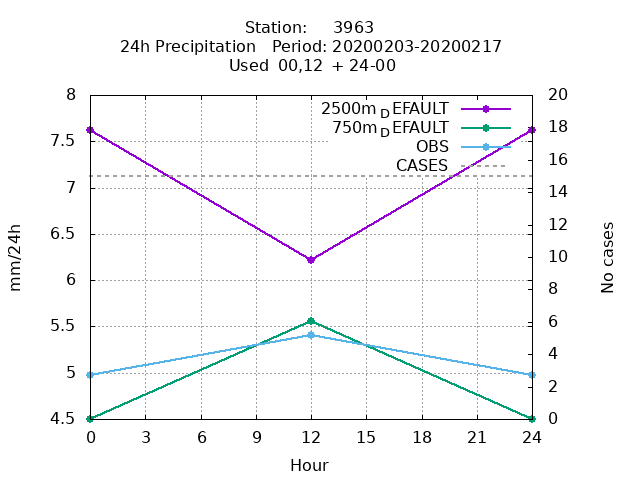 Station: 3963
24h Precipitation Period: 20200203-20200217
Used 00,12 + 24-00
8
7.5
7
6.5
6
5.5
5
4.5
20
18
16
14
12
10
8
6
4
2
0
0 3 6 9 12 15 18 21 24
mm/24h
No cases
Hour
2500m_DEFAULT
750m_DEFAULT
OBS
CASES